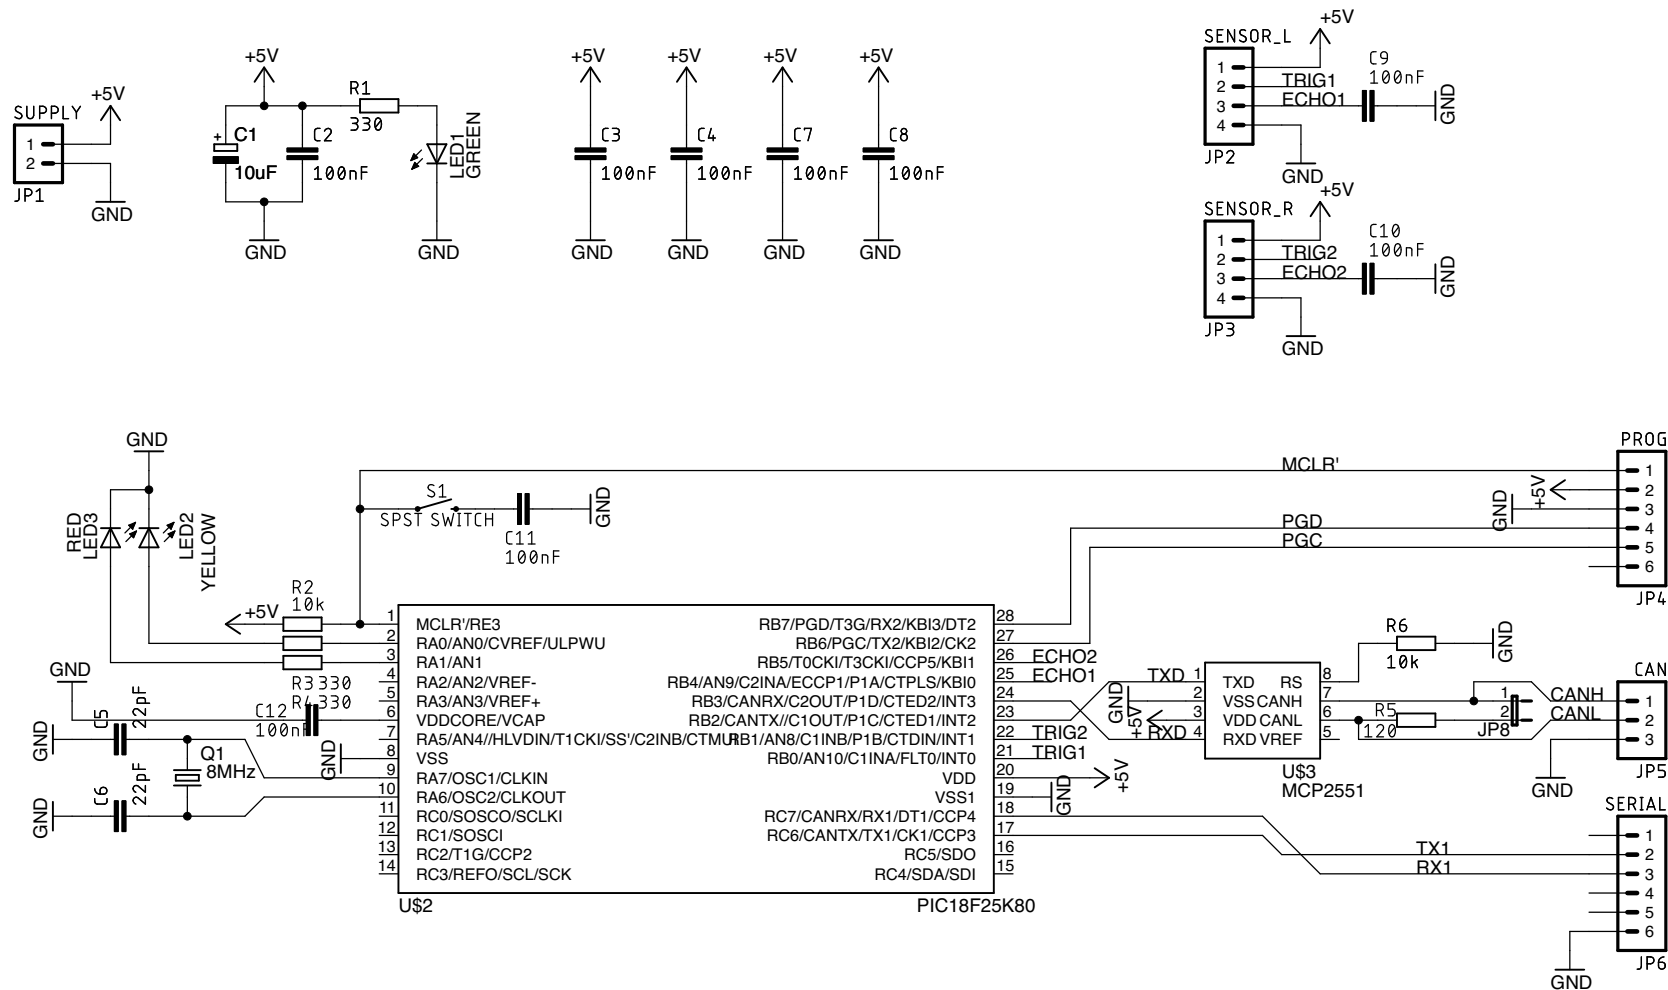 SUPPLY
+5V
1
2
JP1
GND
+5V
R1
330
+
C1
10uF
C2
100nF
LED1
GREEN
GND
GND
+5V
C3
100nF
GND
+5V
C4
100nF
GND
+5V
C7
100nF
GND
+5V
C8
100nF
GND
SENSOR_L
+5V
1
2
3
4
TRIG1
ECHO1
C9
100nF
GND
JP2
GND
SENSOR_R
+5V
1
2
3
4
TRIG2
ECHO2
C10
100nF
GND
JP3
GND
GND
RED
LED3
LED2
YELLOW
S1
SPST SWITCH
C11
100nF
GND
MCLR'
PGD
PGC
PROG
+5V
GND
1
2
3
4
5
6
JP4
+5V
R2
10k
R3 330
R4 330
GND
C12
100nF
GND
C5
22pF
Q1
8MHz
GND
C6
22pF
GND
1 MCLR'/RE3
2 RA0/AN0/CVREF/ULPWU
3 RA1/AN1
4 RA2/AN2/VREF-
5 RA3/AN3/VREF+
6 VDDCORE/VCAP
7 RA5/AN4//HLVDIN/T1CKI/SS'/C2INB/CTMUI
8 VSS
9 RA7/OSC1/CLKIN
10 RA6/OSC2/CLKOUT
11 RC0/SOSCO/SCLKI
12 RC1/SOSCI
13 RC2/T1G/CCP2
14 RC3/REFO/SCL/SCK
RB7/PGD/T3G/RX2/KBI3/DT2 28
RB6/PGC/TX2/KBI2/CK2 27
RB5/T0CKI/T3CKI/CCP5/KBI1 26 ECHO2
RB4/AN9/C2INA/ECCP1/P1A/CTPLS/KBI0 25 ECHO1
RB3/CANRX/C2OUT/P1D/CTED2/INT3 24
RB2/CANTX//C1OUT/P1C/CTED1/INT2 23
RB1/AN8/C1INB/P1B/CTDIN/INT1 22 TRIG2
RB0/AN10/C1INA/FLT0/INT0 21 TRIG1
VDD 20 +5V
VSS1 19 GND
RC7/CANRX/RX1/DT1/CCP4 18
RC6/CANTX/TX1/CK1/CCP3 17
RC5/SDO 16
RC4/SDA/SDI 15
U$2
PIC18F25K80
TXD
GND
+5V
RXD
1 TXD RS 8
2 VSS CANH 7
3 VDD CANL 6
4 RXD VREF 5
U$3
MCP2551
R6
10k
GND
R5
120
1
2
JP8
CAN
CANH
CANL
1
2
3
JP5
GND
SERIAL
TX1
RX1
1
2
3
4
5
6
JP6
GND